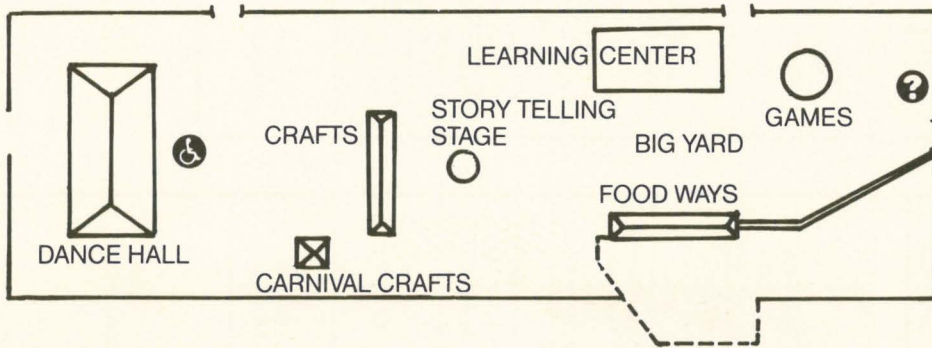 LEARNING CENTER
STORY TELLING
STAGE
CRAFTS
GAMES
BIG YARD
FOOD WAYS
DANCE HALL
CARNIVAL CRAFTS
?